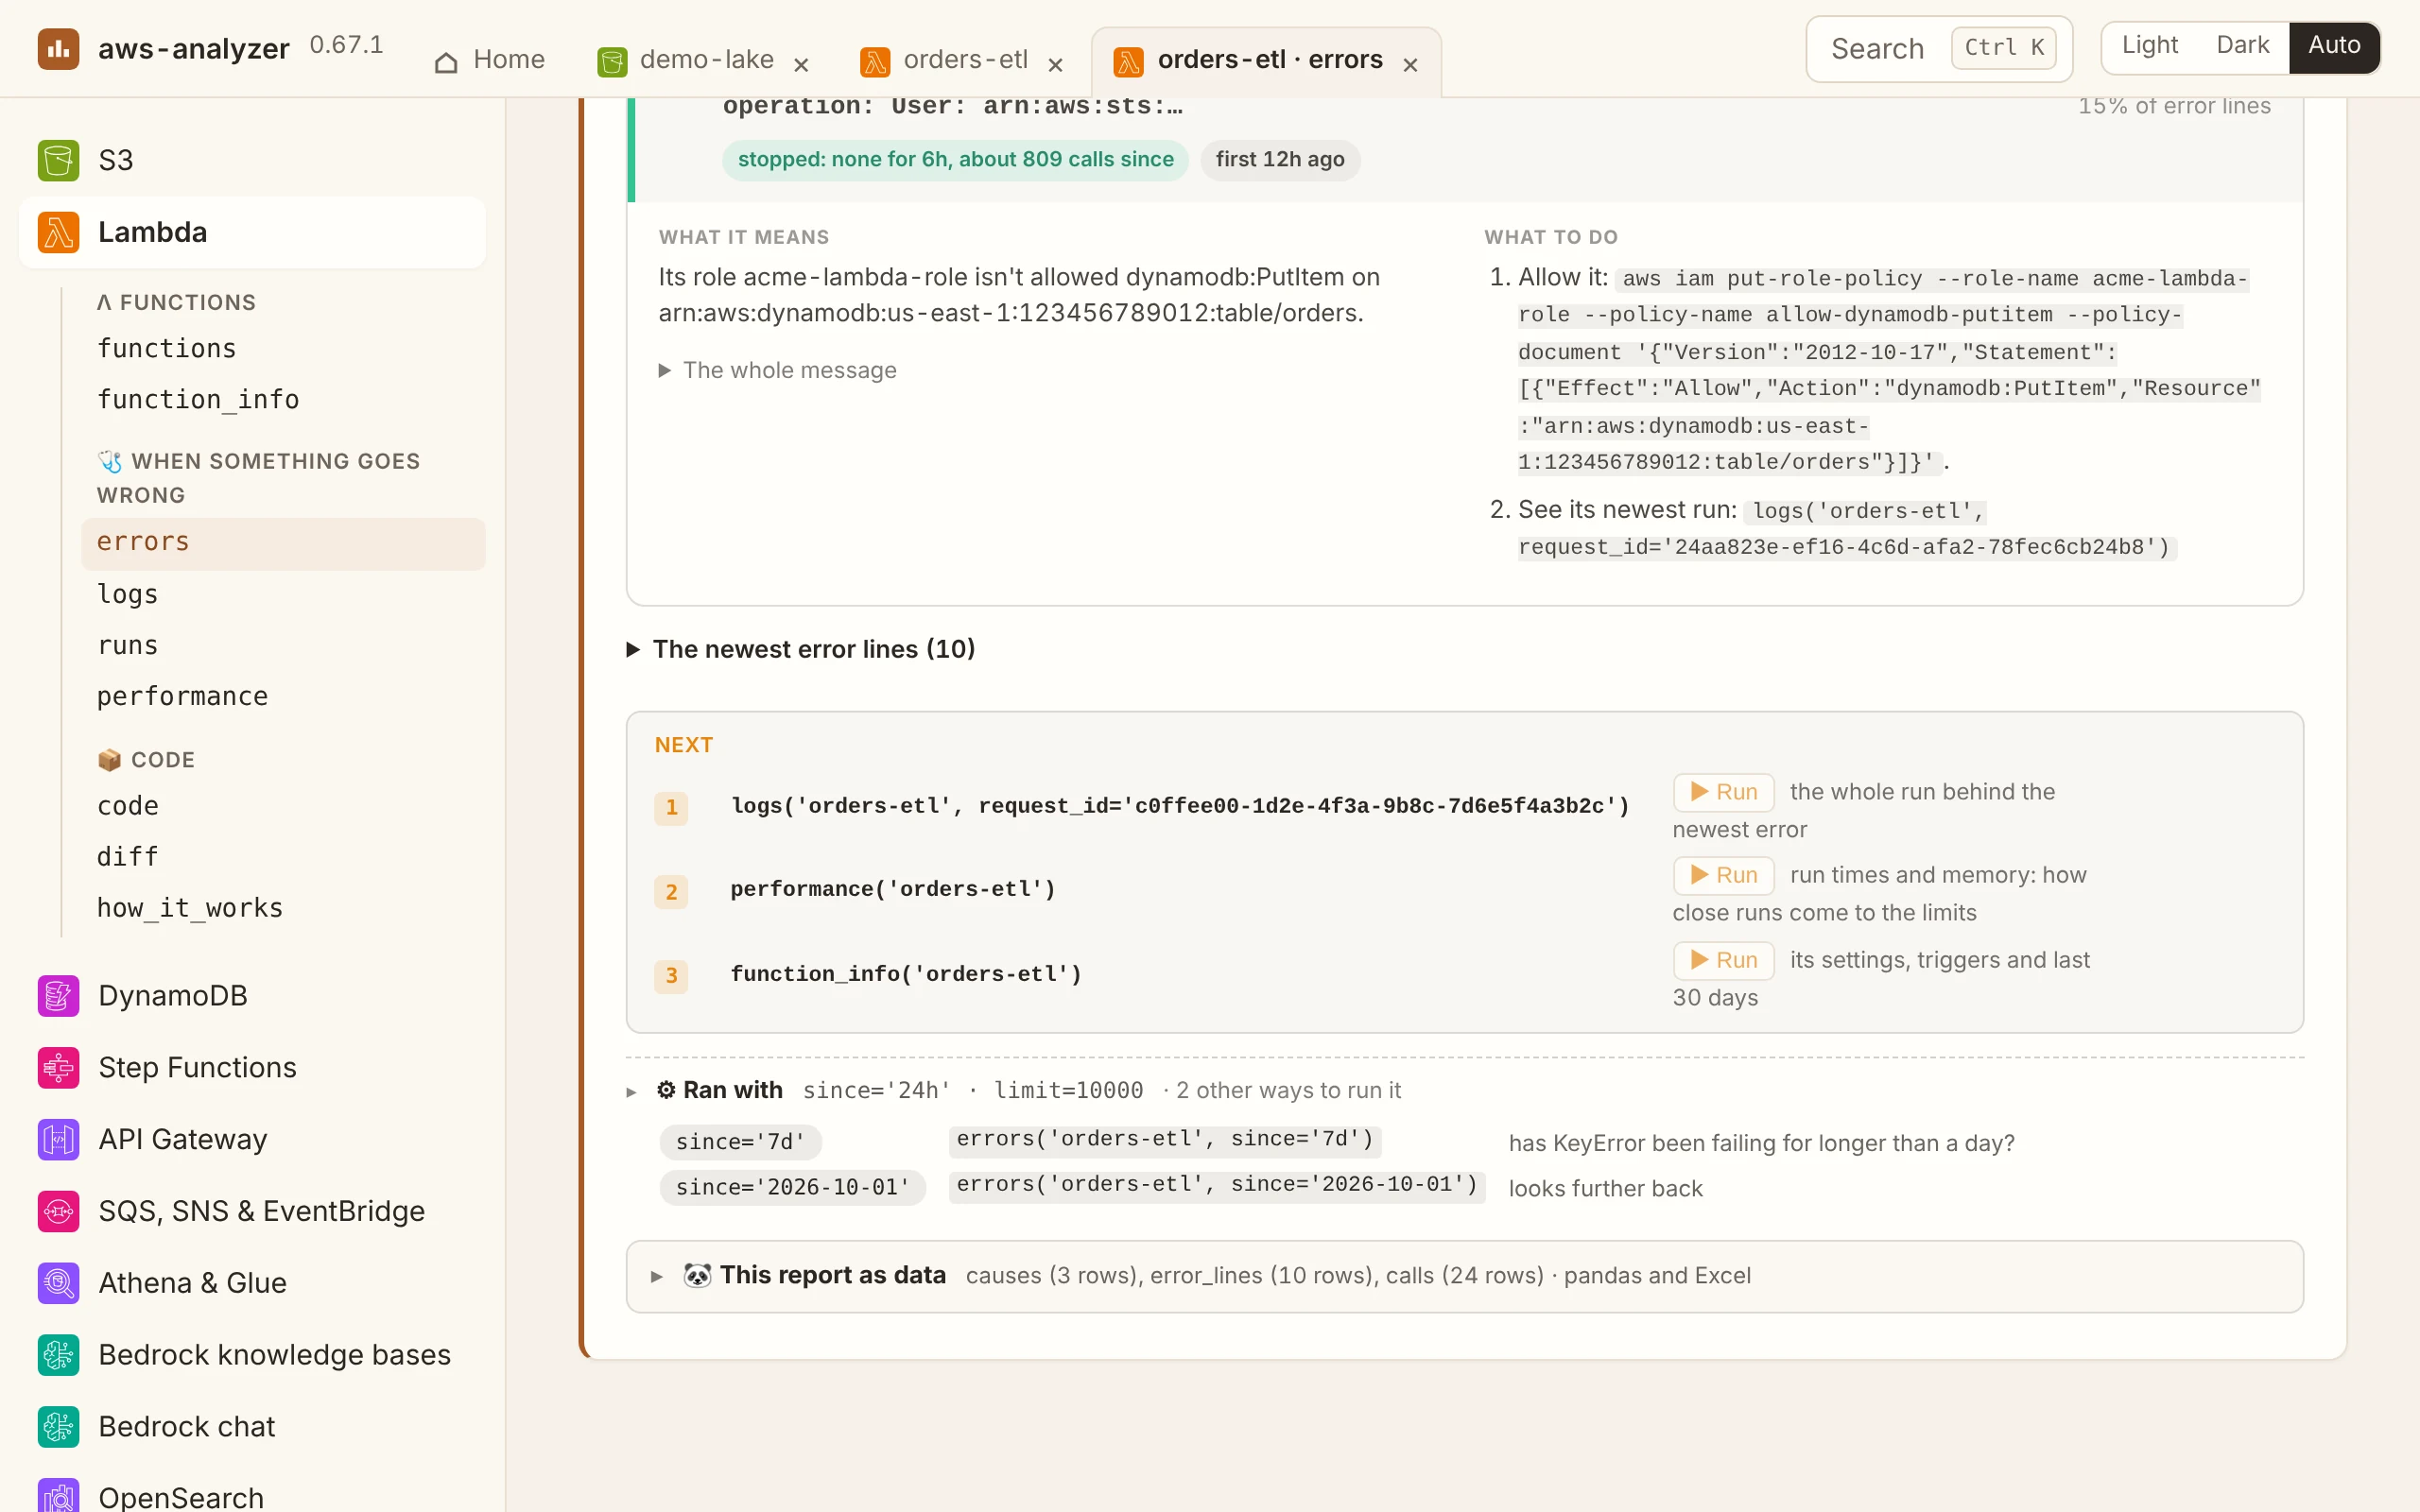 aws-analyzer 0.67.1
Home
demo-lake ×
orders-etl ×
orders-etl · errors ×
Search Ctrl K
Light Dark Auto
S3
Lambda
Λ FUNCTIONS
functions
function_info
🩺 WHEN SOMETHING GOES
WRONG
errors
logs
runs
performance
📦 CODE
code
diff
how_it_works
DynamoDB
Step Functions
API Gateway
SQS, SNS & EventBridge
Athena & Glue
Bedrock knowledge bases
Bedrock chat
OpenSearch
operation: User: arn:aws:sts:…
15% of error lines
stopped: none for 6h, about 809 calls since
first 12h ago
WHAT IT MEANS
Its role acme-lambda-role isn't allowed dynamodb:PutItem on
arn:aws:dynamodb:us-east-1:123456789012:table/orders.
▶ The whole message
WHAT TO DO
1. Allow it: aws iam put-role-policy --role-name acme-lambda-
role --policy-name allow-dynamodb-putitem --policy-
document '{"Version":"2012-10-17","Statement":
[{"Effect":"Allow","Action":"dynamodb:PutItem","Resource"
:"arn:aws:dynamodb:us-east-
1:123456789012:table/orders"}]}'.
2. See its newest run: logs('orders-etl',
request_id='24aa823e-ef16-4c6d-afa2-78fec6cb24b8')
▶ The newest error lines (10)
NEXT
1 logs('orders-etl', request_id='c0ffee00-1d2e-4f3a-9b8c-7d6e5f4a3b2c') ▶ Run the whole run behind the
newest error
2 performance('orders-etl') ▶ Run run times and memory: how
close runs come to the limits
3 function_info('orders-etl') ▶ Run its settings, triggers and last
30 days
▶ ⚙ Ran with since='24h' · limit=10000 · 2 other ways to run it
since='7d' errors('orders-etl', since='7d') has KeyError been failing for longer than a day?
since='2026-10-01' errors('orders-etl', since='2026-10-01') looks further back
▶ 🐼 This report as data causes (3 rows), error_lines (10 rows), calls (24 rows) · pandas and Excel